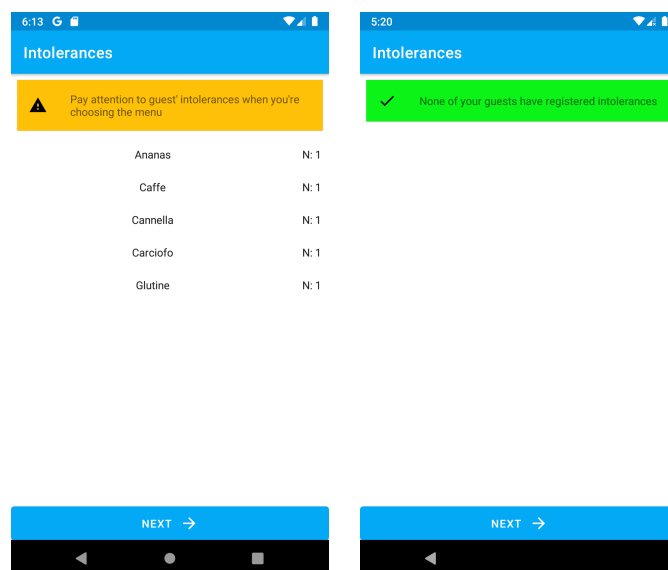 6:13 G
Intolerances
Pay attention to guest' intolerances when you're
choosing the menu
Ananas N: 1
Caffe N: 1
Cannella N: 1
Carciofo N: 1
Glutine N: 1
NEXT
5:20
Intolerances
None of your guests have registered intolerances
NEXT